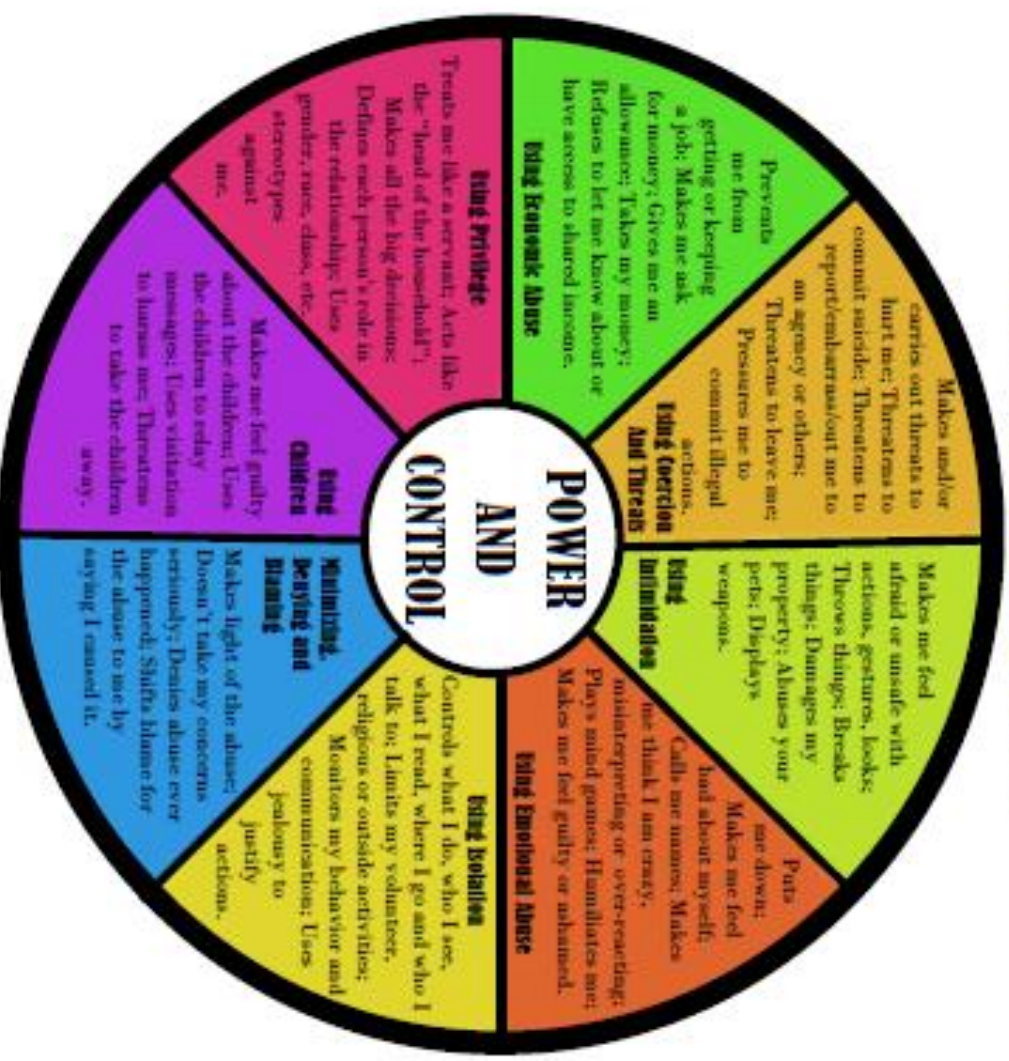 POWER
AND
CONTROL
Makes and/or
carries out threats to
hurt me; Threatens to
commit suicide; Threatens to
report/embarrass/out me to
an agency or others;
Threatens to leave me;
Pressures me to
commit illegal
actions.
Using Coercion
And Threats
Makes me feel
afraid or unsafe with
actions, gestures, looks;
Throws things; Breaks
things; Damages my
property; Abuses your
pets; Displays
weapons.
Using
Intimidation
Puts
me down;
Makes me feel
bad about myself;
Calls me names; Makes
me think I am crazy,
misinterpreting or over-reacting;
Plays mind games; Humiliates me;
Makes me feel guilty or ashamed.
Using Emotional Abuse
Using Isolation
Controls what I do, who I see,
what I read, where I go and who I
talk to; Limits my volunteer,
religious or outside activities;
Monitors my behavior and
communication; Uses
jealousy to
justify
actions.
Minimizing,
Denying and
Blaming
Makes light of the abuse;
Doesn't take my concerns
seriously; Denies abuse ever
happened; Shifts blame for
the abuse to me by
saying I caused it.
Using
Children
Makes me feel guilty
about the children; Uses
the children to relay
messages; Uses visitation
to harass me; Threatens
to take the children
away.
Using Privilege
Treats me like a servant; Acts like
the "head of the household";
Makes all the big decisions;
Defines each person's role in
the relationship; Uses
gender, race, class, etc.
stereotypes
against
me.
Prevents
me from
getting or keeping
a job; Makes me ask
for money; Gives me an
allowance; Takes my money;
Refuses to let me know about or
have access to shared income.
Using Economic Abuse